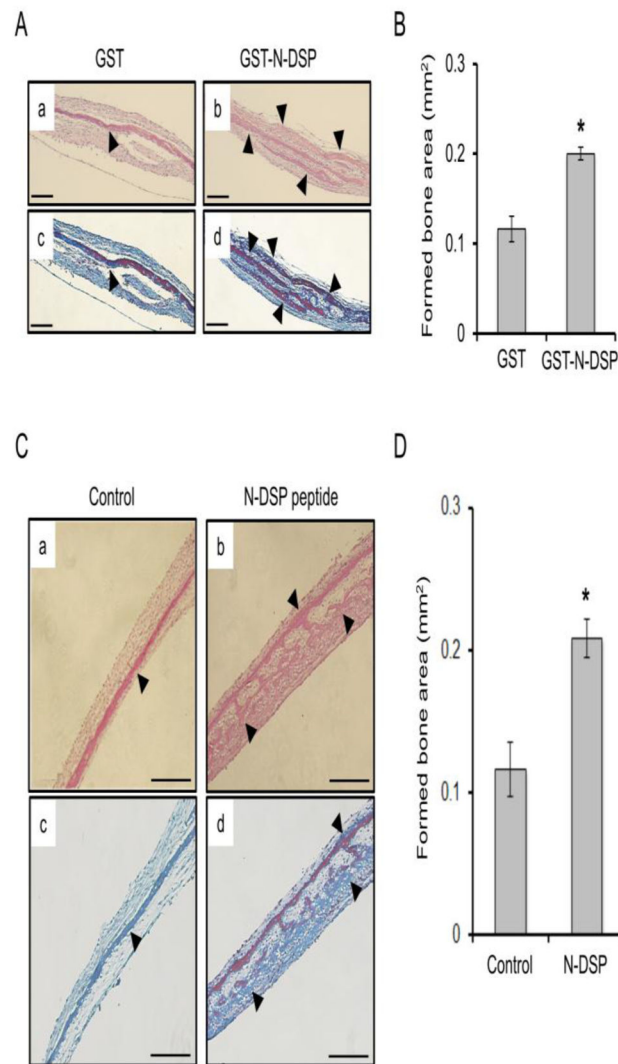 A
GST
GST-N-DSP
a
b
c
d
B
Formed bone area (mm²)
0.3
0.2
0.1
0
*
GST
GST-N-DSP
C
Control
N-DSP peptide
a
b
c
d
D
Formed bone area (mm²)
0.3
0.2
0.1
0
*
Control
N-DSP